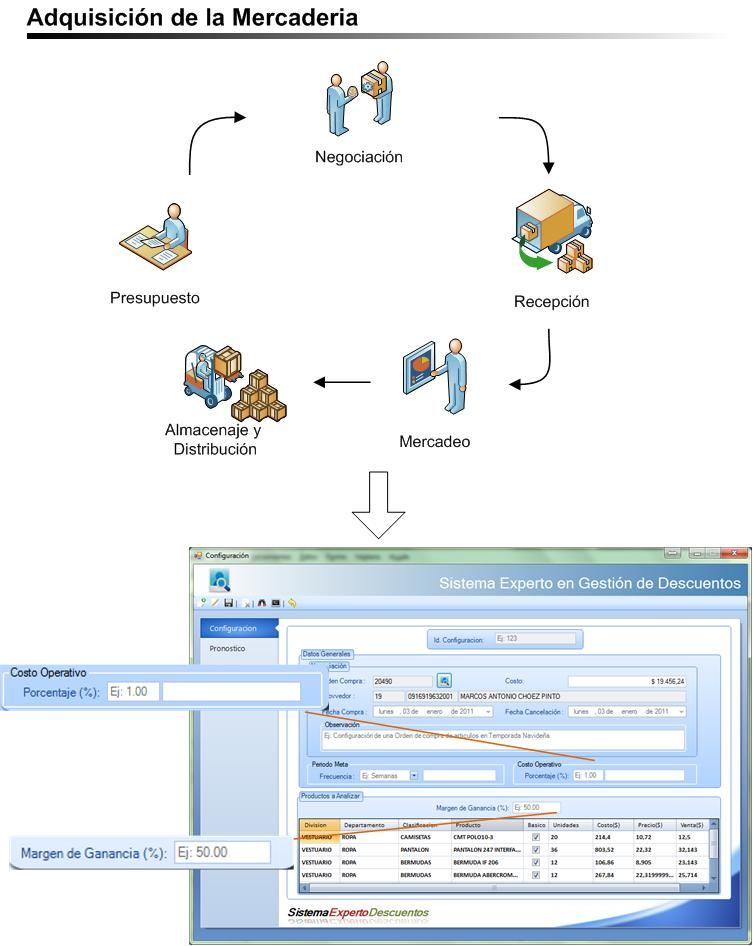 Adquisición de la Mercaderia
Negociación
Presupuesto
Recepción
Almacenaje y
Distribución
Mercadeo
Configuración
Sistema Experto en Gestión de Descuentos
Configuracion
Pronostico
Id. Configuracion: Ej: 123
Datos Generales
Costo Operativo
Porcentaje (%): Ej: 1.00
Compra : 20490 Costo: $ 19.456,24
19 0916919632001 MARCOS ANTONIO CHOEZ PINTO
Fecha Compra : lunes , 03 de enero de 2011 Fecha Cancelación : lunes , 03 de enero de 2011
Observación
Ej: Configuración de una Orden de compra de articulos en Temporada Navideña
Periodo Meta
Frecuencia : Ej: Semanas
Costo Operativo
Porcentaje (%): Ej: 1.00
Productos a Analizar
Margen de Ganancia (%): Ej: 50.00
Division Departamento Clasificacion Producto Basico Unidades Costo($) Precio($) Venta($)
VESTUARIO ROPA CAMISETAS CMT POLO10-3 20 214,4 10,72 12,5
VESTUARIO ROPA PANTALON PANTALON 247 INTERFA... 36 803,52 22,32 32,143
VESTUARIO ROPA BERMUDAS BERMUDA IF 206 12 106,86 8,905 23,143
VESTUARIO ROPA BERMUDAS BERMUDA ABERCROM... 12 267,84 22,3199999... 25,714
Margen de Ganancia (%): Ej: 50.00
SistemaExpertoDescuentos